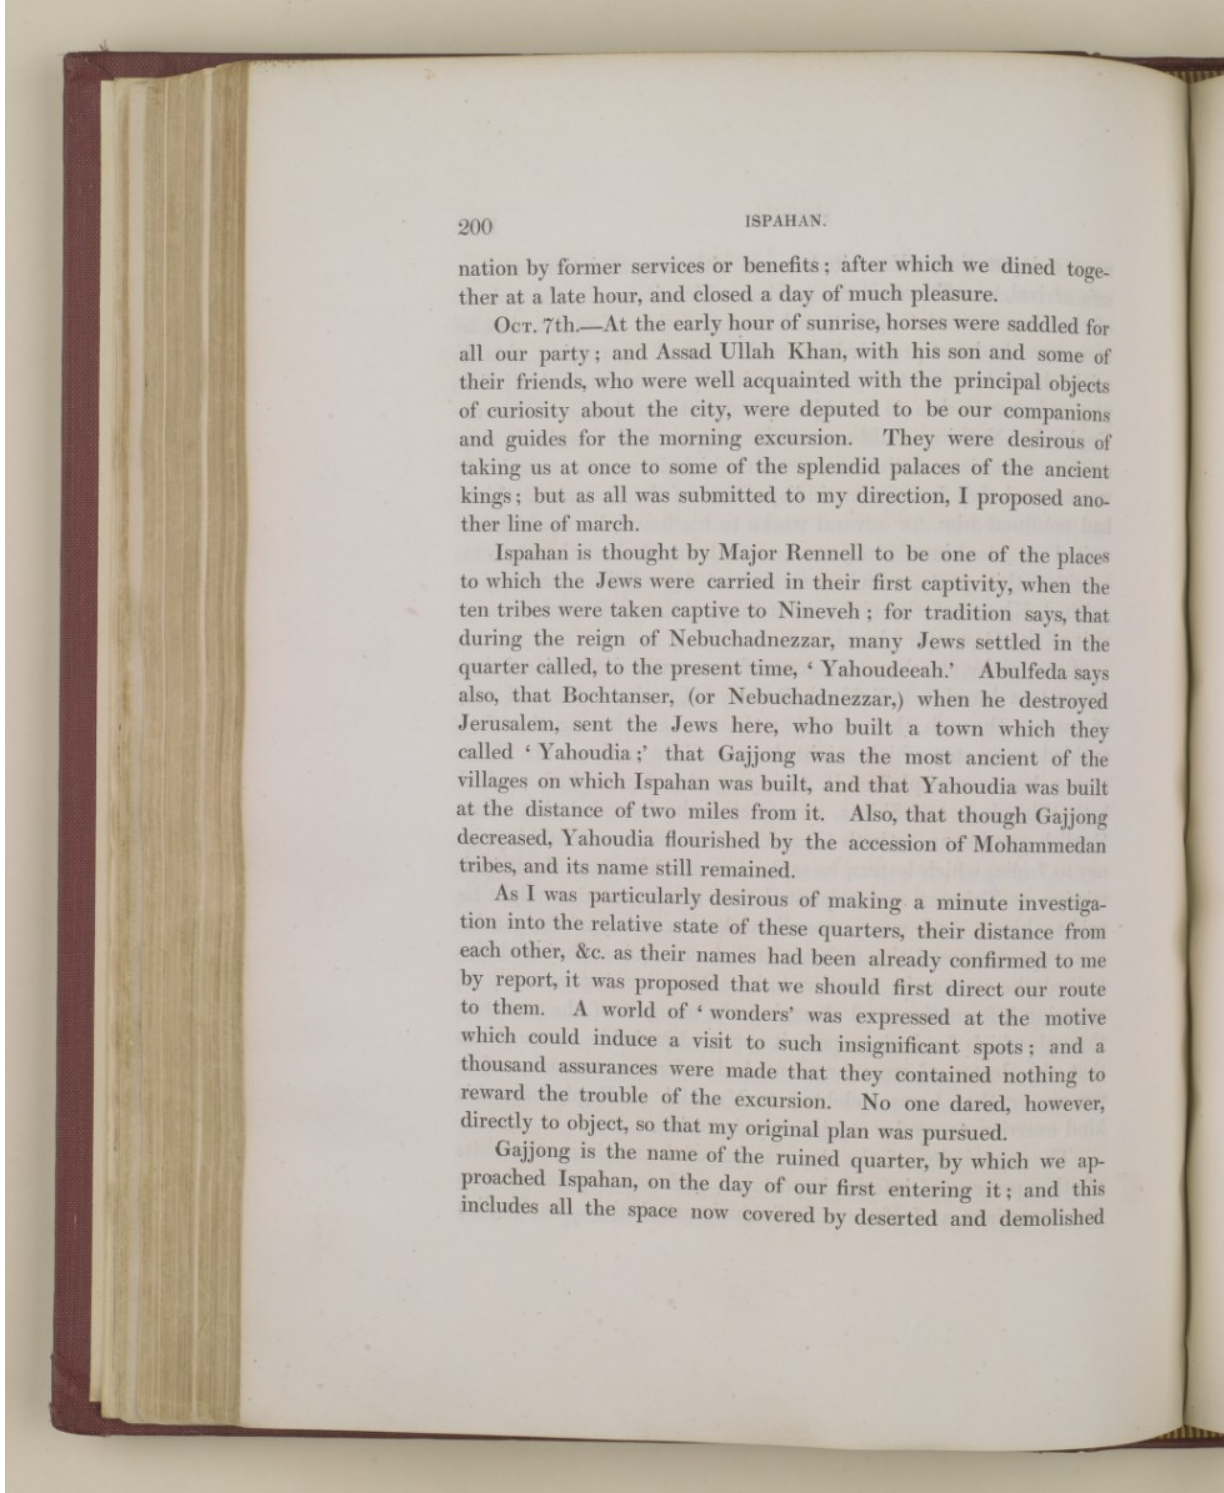 200
ISPAHAN.
nation by former services or benefits; after which we dined toge-
ther at a late hour, and closed a day of much pleasure.
Oct. 7th.—At the early hour of sunrise, horses were saddled for
all our party; and Assad Ullah Khan, with his son and some of
their friends, who were well acquainted with the principal objects
of curiosity about the city, were deputed to be our companions
and guides for the morning excursion. They were desirous of
taking us at once to some of the splendid palaces of the ancient
kings; but as all was submitted to my direction, I proposed ano-
ther line of march.
Ispahan is thought by Major Rennell to be one of the places
to which the Jews were carried in their first captivity, when the
ten tribes were taken captive to Nineveh; for tradition says, that
during the reign of Nebuchadnezzar, many Jews settled in the
quarter called, to the present time, ‘Yahoudeeah.’ Abulfeda says
also, that Bochtanser, (or Nebuchadnezzar,) when he destroyed
Jerusalem, sent the Jews here, who built a town which they
called ‘Yahoudia;’ that Gajjong was the most ancient of the
villages on which Ispahan was built, and that Yahoudia was built
at the distance of two miles from it. Also, that though Gajjong
decreased, Yahoudia flourished by the accession of Mohammedan
tribes, and its name still remained.
As I was particularly desirous of making a minute investiga-
tion into the relative state of these quarters, their distance from
each other, &c. as their names had been already confirmed to me
by report, it was proposed that we should first direct our route
to them. A world of ‘wonders’ was expressed at the motive
which could induce a visit to such insignificant spots; and a
thousand assurances were made that they contained nothing to
reward the trouble of the excursion. No one dared, however,
directly to object, so that my original plan was pursued.
Gajjong is the name of the ruined quarter, by which we ap-
proached Ispahan, on the day of our first entering it; and this
includes all the space now covered by deserted and demolished